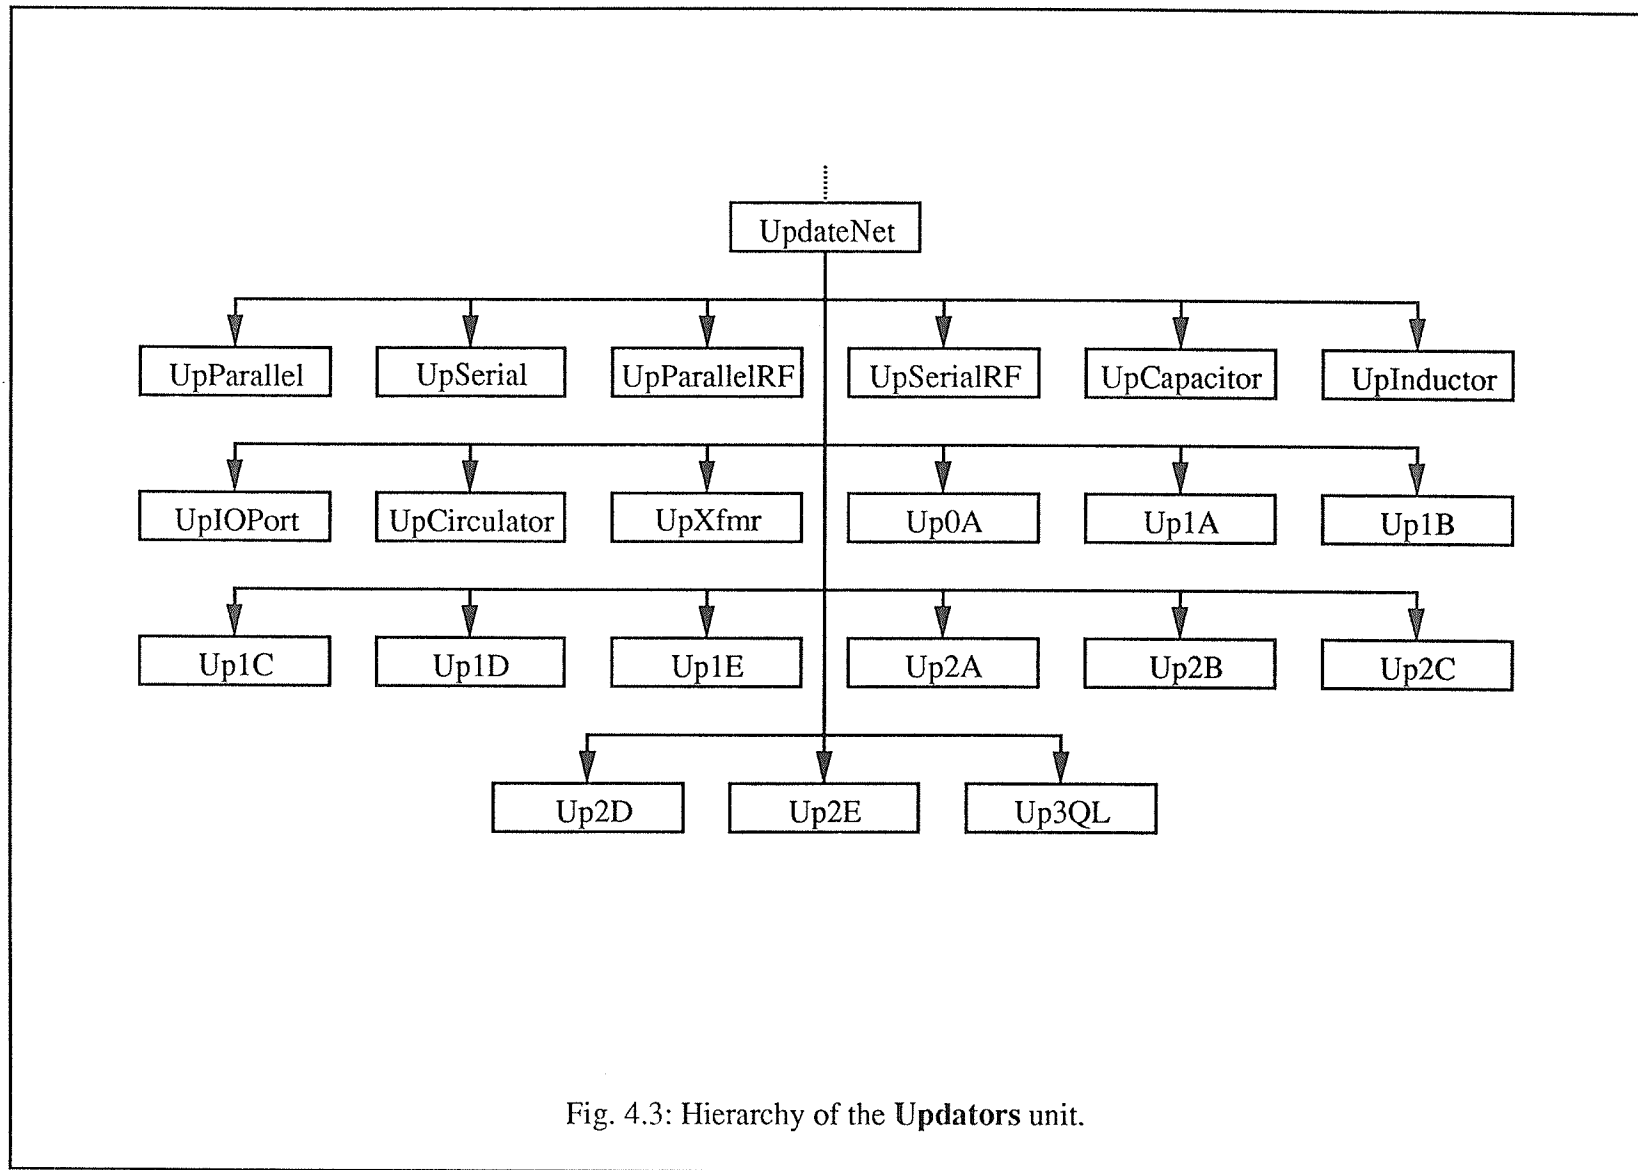 UpdateNet
UpParallel UpSerial UpParallelRF UpSerialRF UpCapacitor UpInductor
UpIOPort UpCirculator UpXfmr Up0A Up1A Up1B
Up1C Up1D Up1E Up2A Up2B Up2C
Up2D Up2E Up3QL
Fig. 4.3: Hierarchy of the Updators unit.